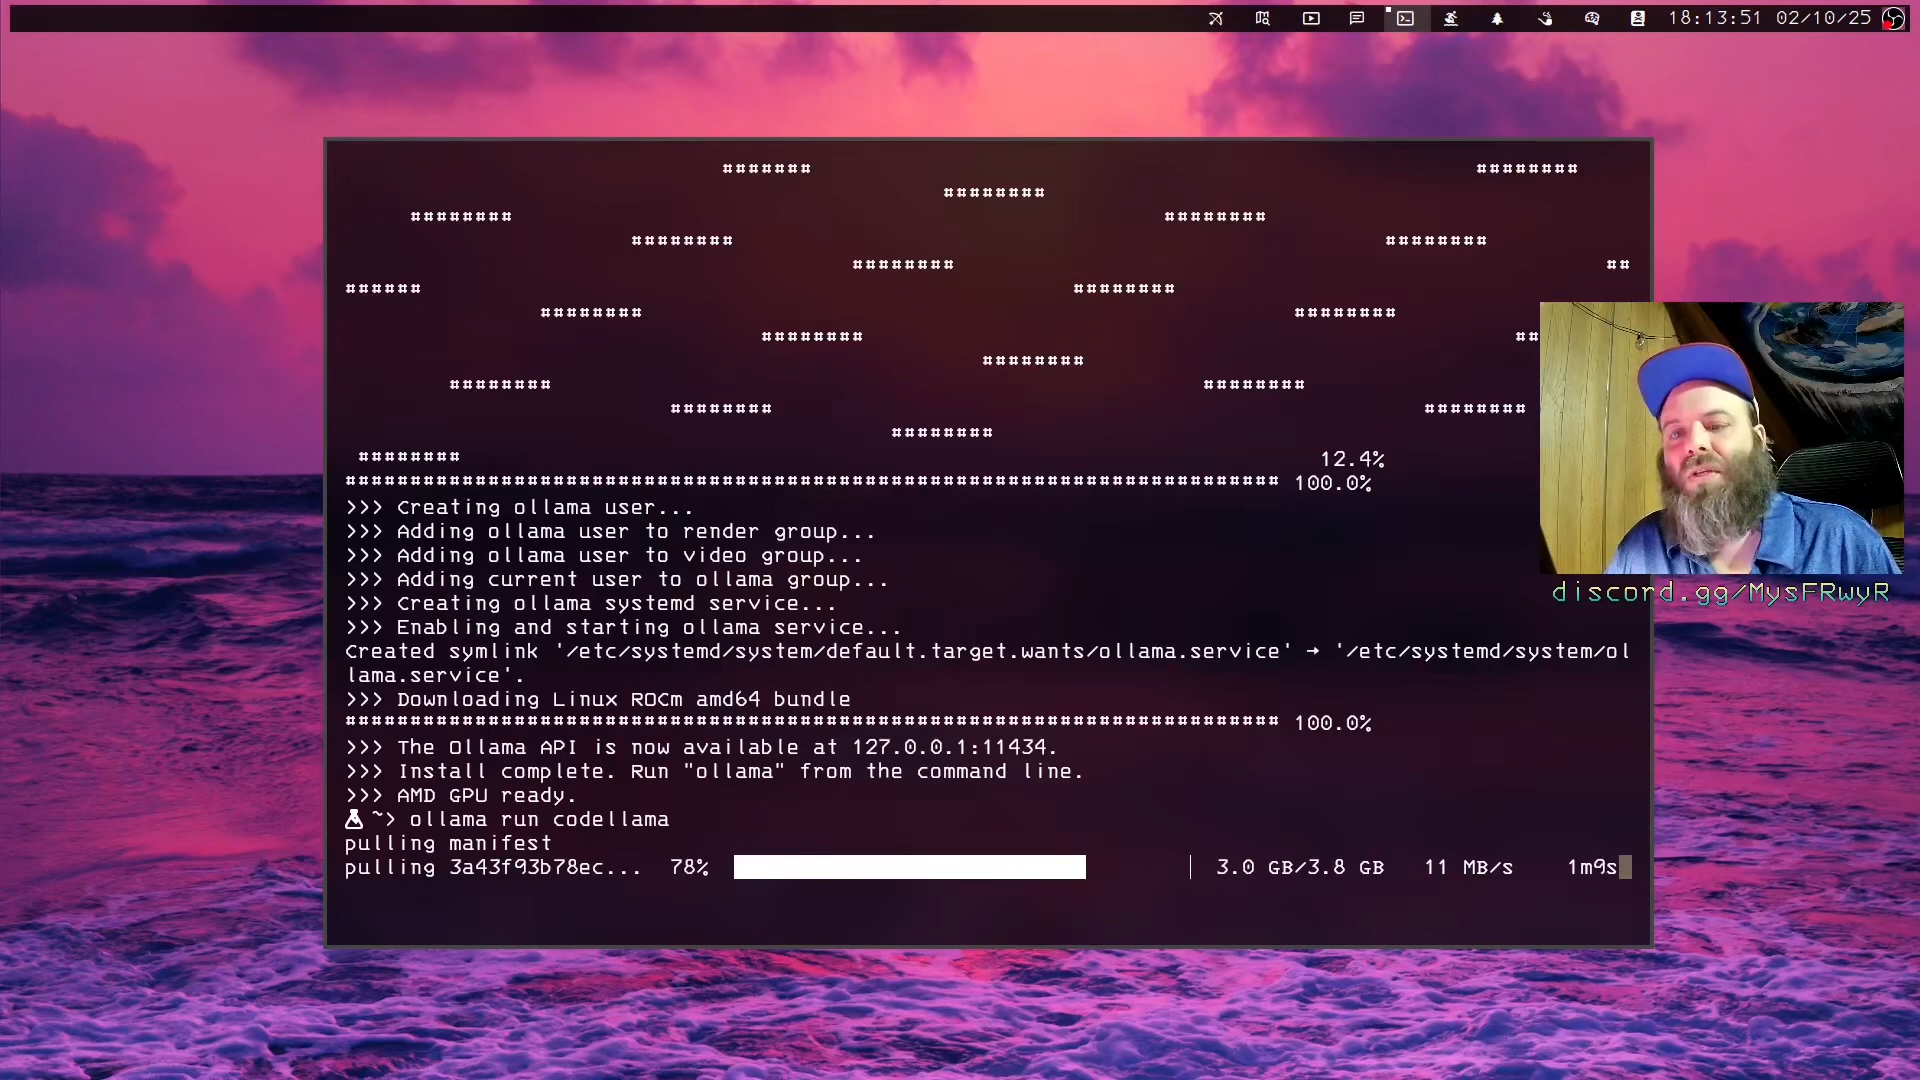 18:13:51 02/10/25
####### ########
########
######## ########
######## ########
######## ##
###### ########
######## ########
######## ##
########
######## ########
######## ########
########
######## 12.4%
######################################################################## 100.0%
>>> Creating ollama user...
>>> Adding ollama user to render group...
>>> Adding ollama user to video group...
>>> Adding current user to ollama group...
>>> Creating ollama systemd service...
>>> Enabling and starting ollama service...
Created symlink '/etc/systemd/system/default.target.wants/ollama.service' → '/etc/systemd/system/ol
lama.service'.
>>> Downloading Linux ROCm amd64 bundle
######################################################################## 100.0%
>>> The Ollama API is now available at 127.0.0.1:11434.
>>> Install complete. Run "ollama" from the command line.
>>> AMD GPU ready.
~> ollama run codellama
pulling manifest
pulling 3a43f93b78ec... 78% 3.0 GB/3.8 GB 11 MB/s 1m9s
discord.gg/MysFRwyR